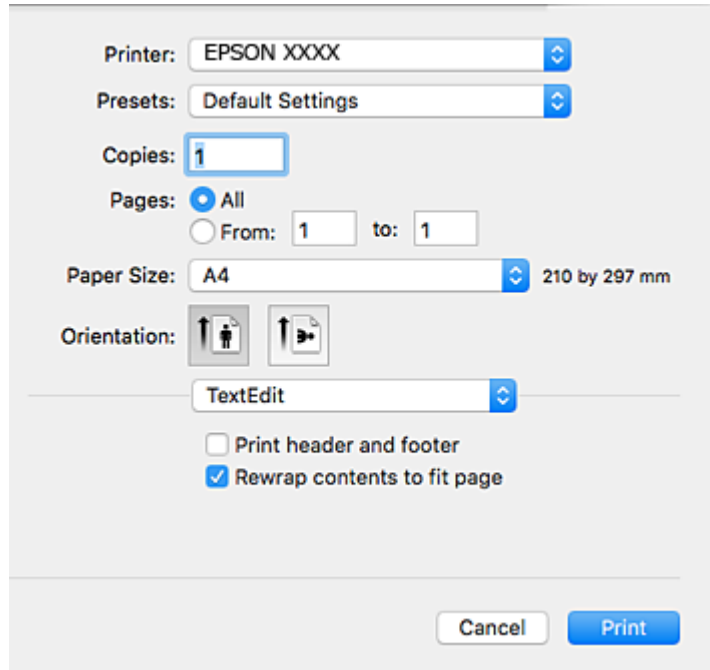 Printer: EPSON XXXX
Presets: Default Settings
Copies: 1
Pages: All
From: 1 to: 1
Paper Size: A4 210 by 297 mm
Orientation:
TextEdit
Print header and footer
Rewrap contents to fit page
Cancel Print